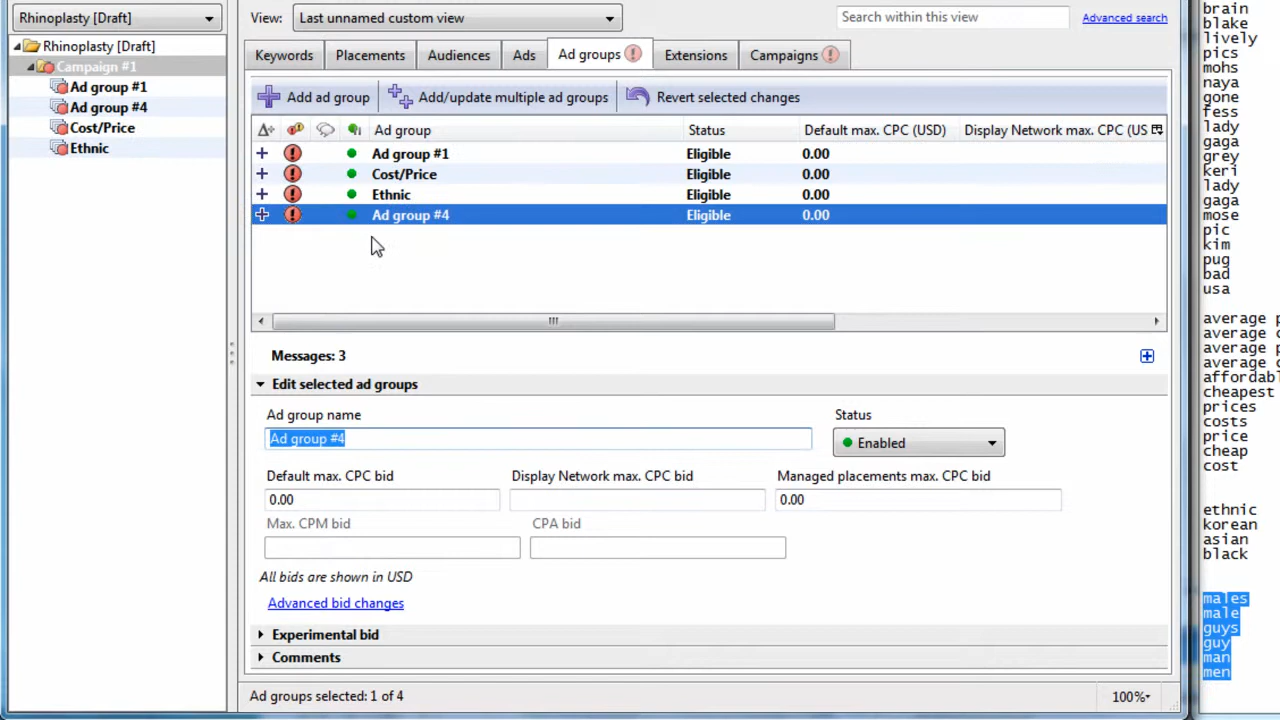 Rhinoplasty [Draft]
View: Last unnamed custom view
Search within this view
Advanced search
Rhinoplasty [Draft]
Campaign #1
Ad group #1
Ad group #4
Cost/Price
Ethnic
Keywords
Placements
Audiences
Ads
Ad groups
Extensions
Campaigns
Add ad group
Add/update multiple ad groups
Revert selected changes
Ad group Status Default max. CPC (USD) Display Network max. CPC (US
Ad group #1 Eligible 0.00
Cost/Price Eligible 0.00
Ethnic Eligible 0.00
Ad group #4 Eligible 0.00
Messages: 3
Edit selected ad groups
Ad group name
Status
Ad group #4
Enabled
Default max. CPC bid
Display Network max. CPC bid
Managed placements max. CPC bid
0.00
0.00
Max. CPM bid
CPA bid
All bids are shown in USD
Advanced bid changes
Experimental bid
Comments
Ad groups selected: 1 of 4
100%
brain
blake
lively
pics
mohs
naya
gone
fess
lady
gaga
grey
keri
lady
gaga
mose
pic
kim
pug
bad
usa
average p
average
average p
average
affordabl
cheapest
prices
costs
price
cheap
cost
ethnic
korean
asian
black
males
male
guys
guy
man
men